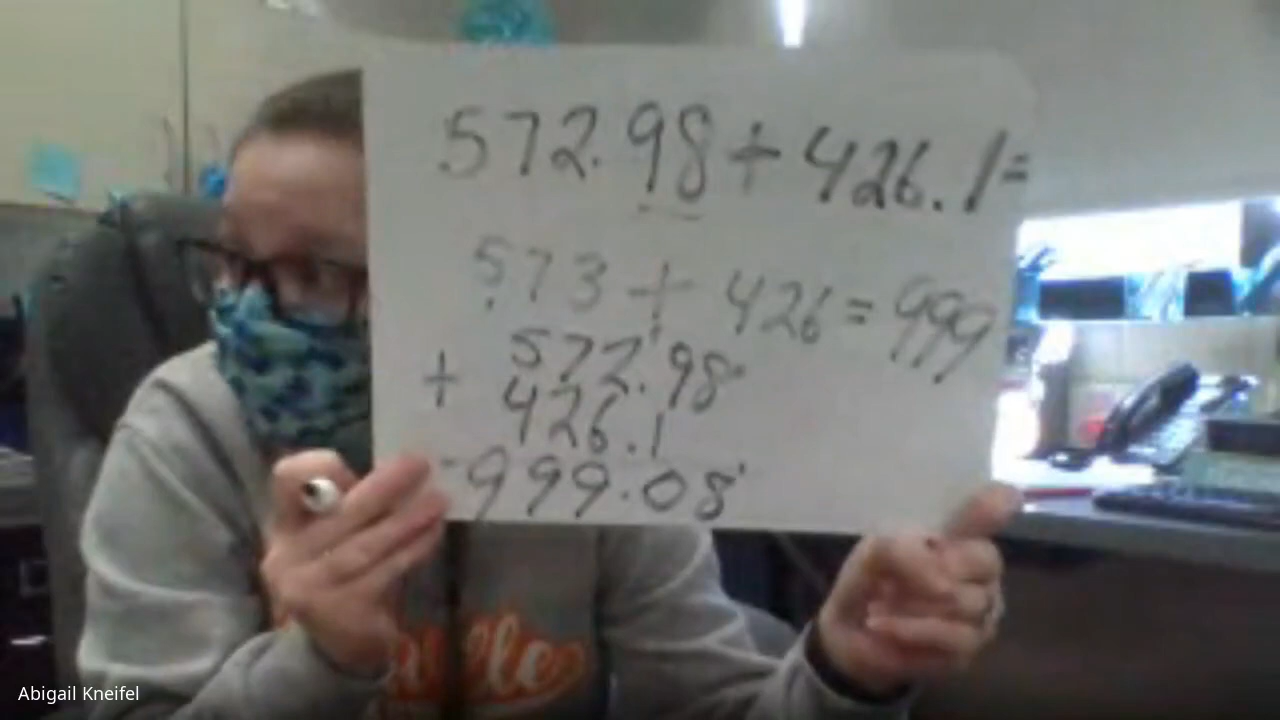 572.98 + 426.1 =
573 + 426 = 999
572.98
+ 426.1
999.08
Abigail Kneifel